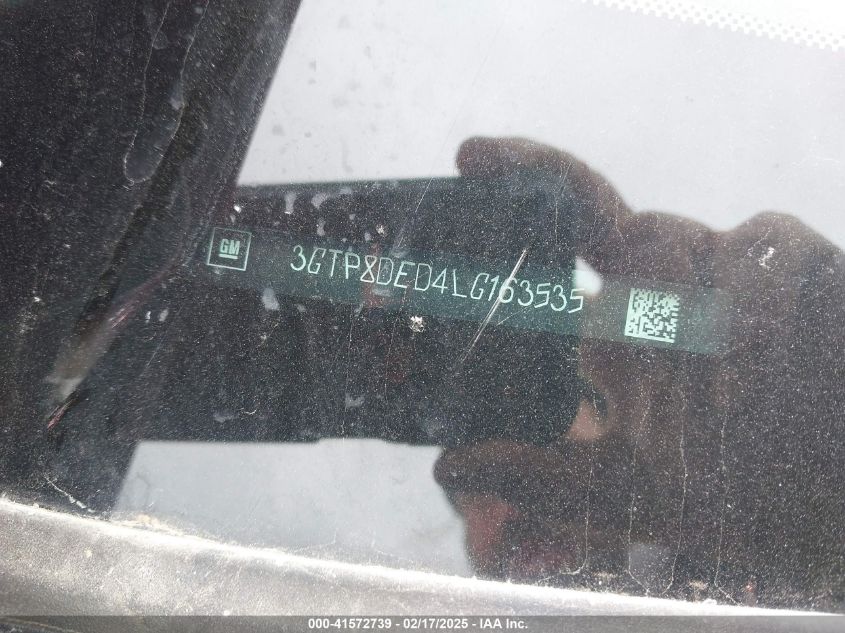 GM
3GTP8DED4LG163535
000-41572739 - 02/17/2025 - IAA Inc.